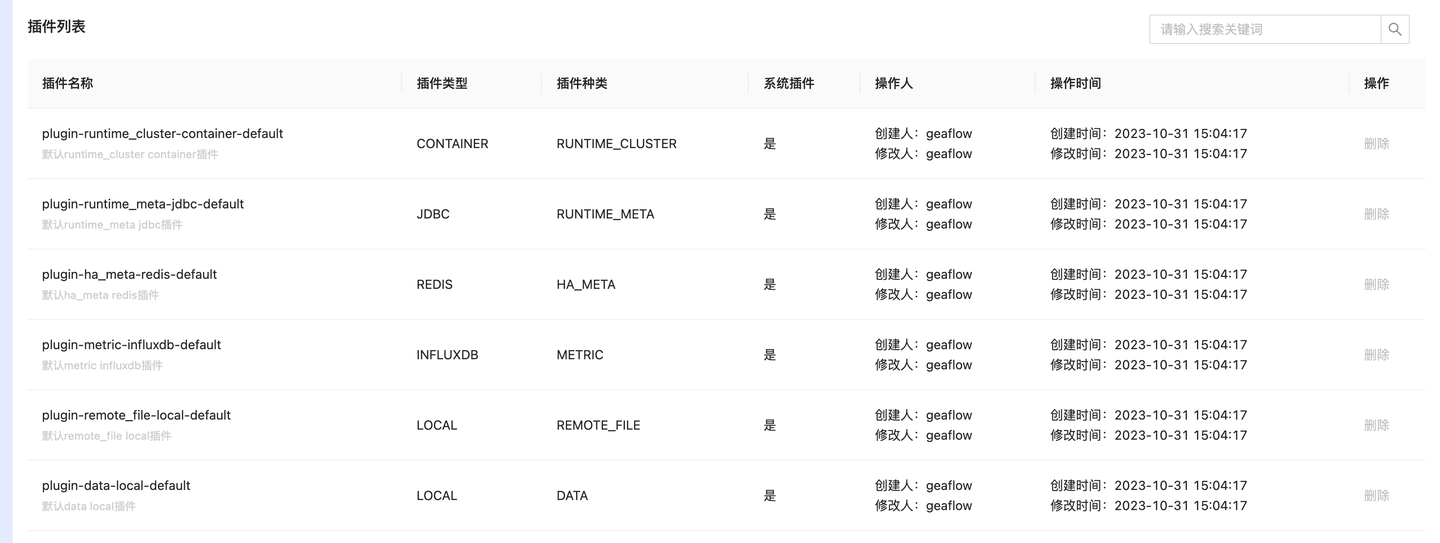 插件列表
请输入搜索关键词
插件名称 插件类型 插件种类 系统插件 操作人 操作时间 操作
plugin-runtime_cluster-container-default
默认runtime_cluster container插件
CONTAINER RUNTIME_CLUSTER 是
创建人：geaflow
修改人：geaflow
创建时间：2023-10-31 15:04:17
修改时间：2023-10-31 15:04:17
删除
plugin-runtime_meta-jdbc-default
默认runtime_meta jdbc插件
JDBC RUNTIME_META 是
创建人：geaflow
修改人：geaflow
创建时间：2023-10-31 15:04:17
修改时间：2023-10-31 15:04:17
删除
plugin-ha_meta-redis-default
默认ha_meta redis插件
REDIS HA_META 是
创建人：geaflow
修改人：geaflow
创建时间：2023-10-31 15:04:17
修改时间：2023-10-31 15:04:17
删除
plugin-metric-influxdb-default
默认metric influxdb插件
INFLUXDB METRIC 是
创建人：geaflow
修改人：geaflow
创建时间：2023-10-31 15:04:17
修改时间：2023-10-31 15:04:17
删除
plugin-remote_file-local-default
默认remote_file local插件
LOCAL REMOTE_FILE 是
创建人：geaflow
修改人：geaflow
创建时间：2023-10-31 15:04:17
修改时间：2023-10-31 15:04:17
删除
plugin-data-local-default
默认data local插件
LOCAL DATA 是
创建人：geaflow
修改人：geaflow
创建时间：2023-10-31 15:04:17
修改时间：2023-10-31 15:04:17
删除